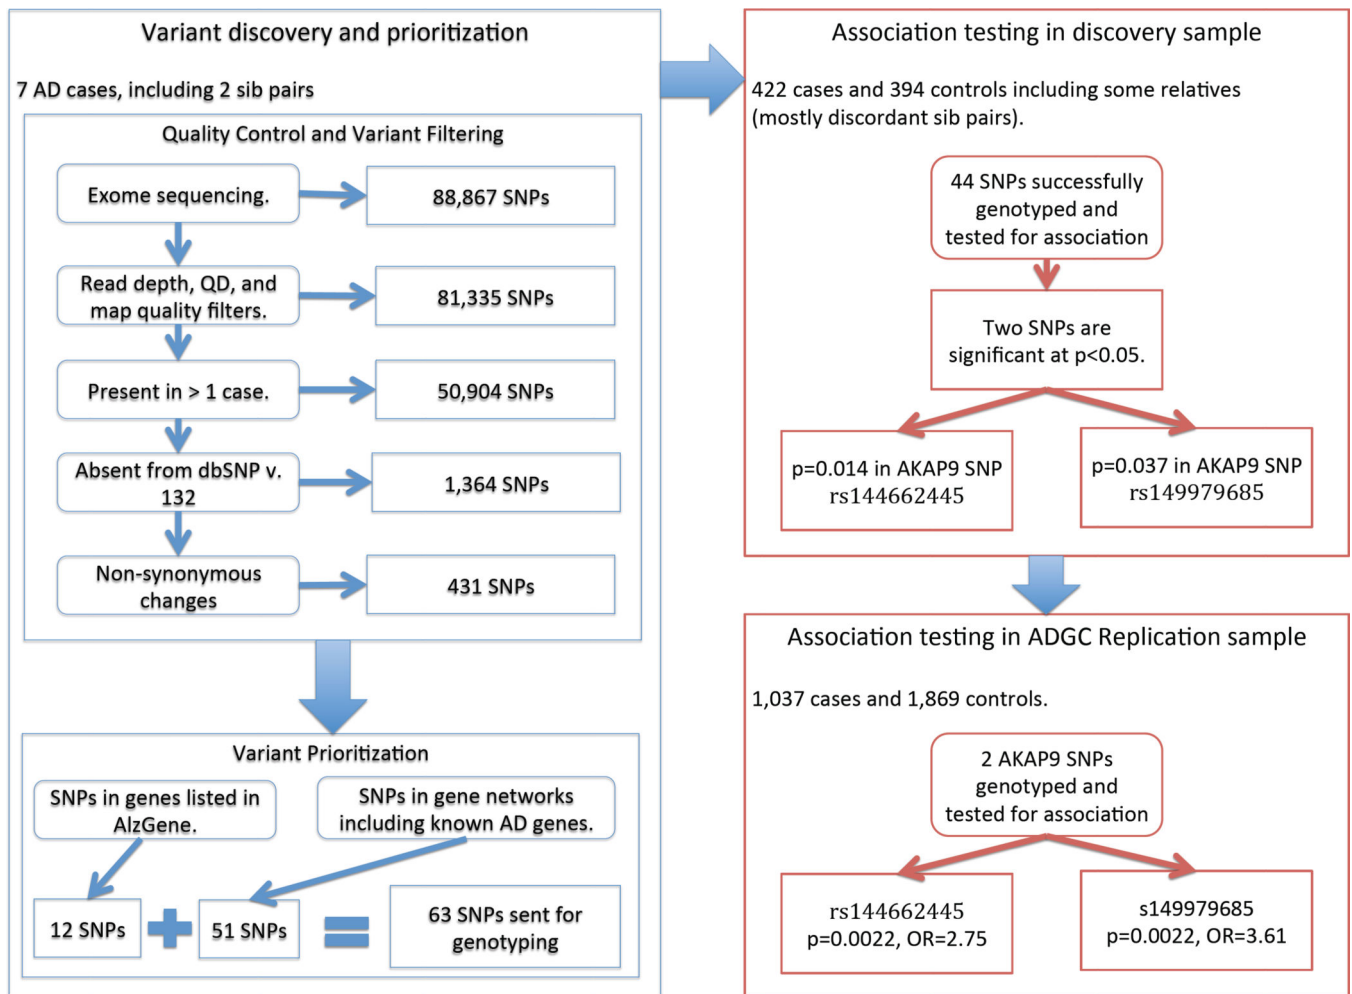 Variant discovery and prioritization
7 AD cases, including 2 sib pairs
Quality Control and Variant Filtering
Exome sequencing.
88,867 SNPs
Read depth, QD, and
map quality filters.
81,335 SNPs
Present in > 1 case.
50,904 SNPs
Absent from dbSNP v.
132
1,364 SNPs
Non-synonymous
changes
431 SNPs
Variant Prioritization
SNPs in genes listed in
AlzGene.
SNPs in gene networks
including known AD genes.
12 SNPs
51 SNPs
63 SNPs sent for
genotyping
Association testing in discovery sample
422 cases and 394 controls including some relatives
(mostly discordant sib pairs).
44 SNPs successfully
genotyped and
tested for association
Two SNPs are
significant at p<0.05.
p=0.014 in AKAP9 SNP
rs144662445
p=0.037 in AKAP9 SNP
rs149979685
Association testing in ADGC Replication sample
1,037 cases and 1,869 controls.
2 AKAP9 SNPs
genotyped and
tested for association
rs144662445
p=0.0022, OR=2.75
s149979685
p=0.0022, OR=3.61